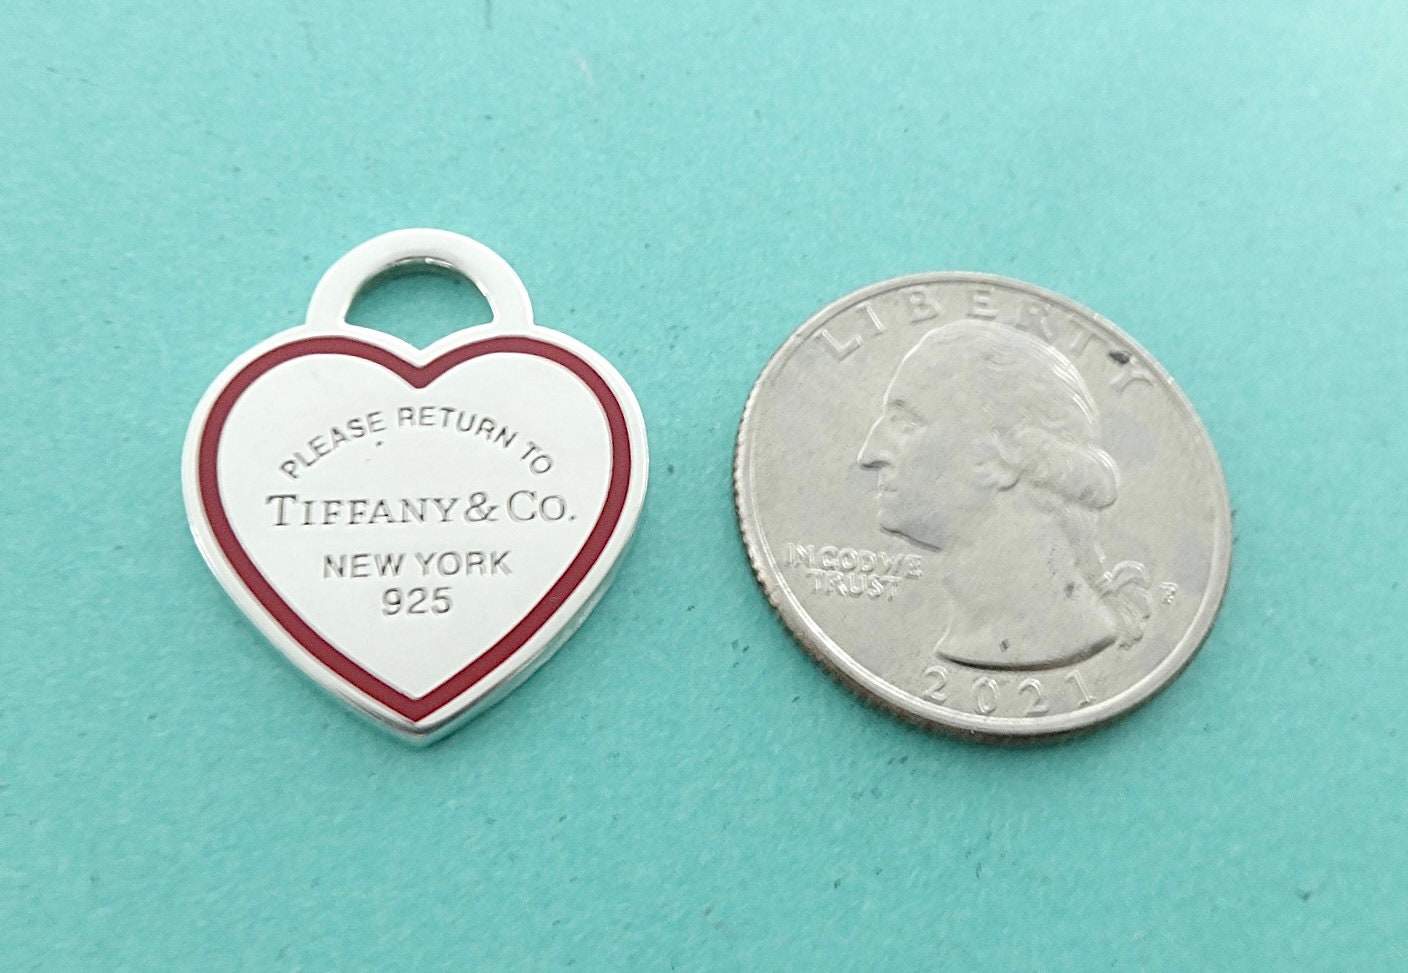 PLEASE RETURN TO
TIFFANY & CO.
NEW YORK
925
LIBERTY
IN GOD WE
TRUST
P
2021